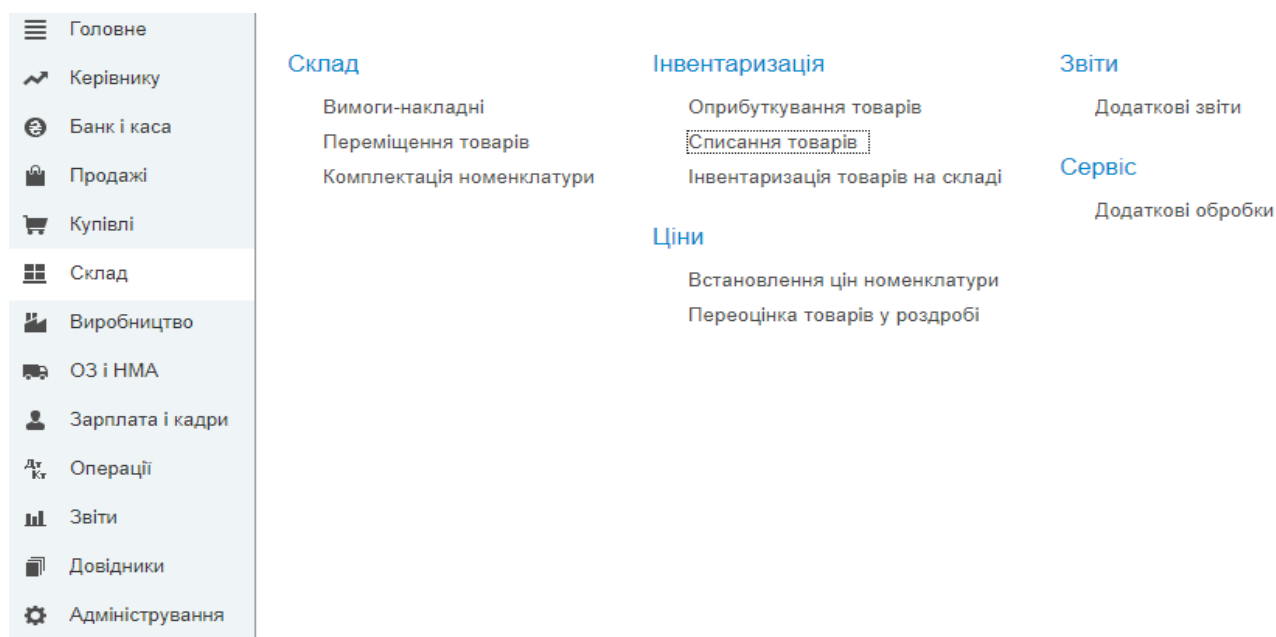 Головне
Керівнику
Банк і каса
Продажі
Купівлі
Склад
Виробництво
ОЗ і НМА
Зарплата і кадри
Дт Кт Операції
Звіти
Довідники
Адміністрування
Склад
Вимоги-накладні
Переміщення товарів
Комплектація номенклатури
Інвентаризація
Оприбуткування товарів
Списання товарів
Інвентаризація товарів на складі
Ціни
Встановлення цін номенклатури
Переоцінка товарів у роздробі
Звіти
Додаткові звіти
Сервіс
Додаткові обробки